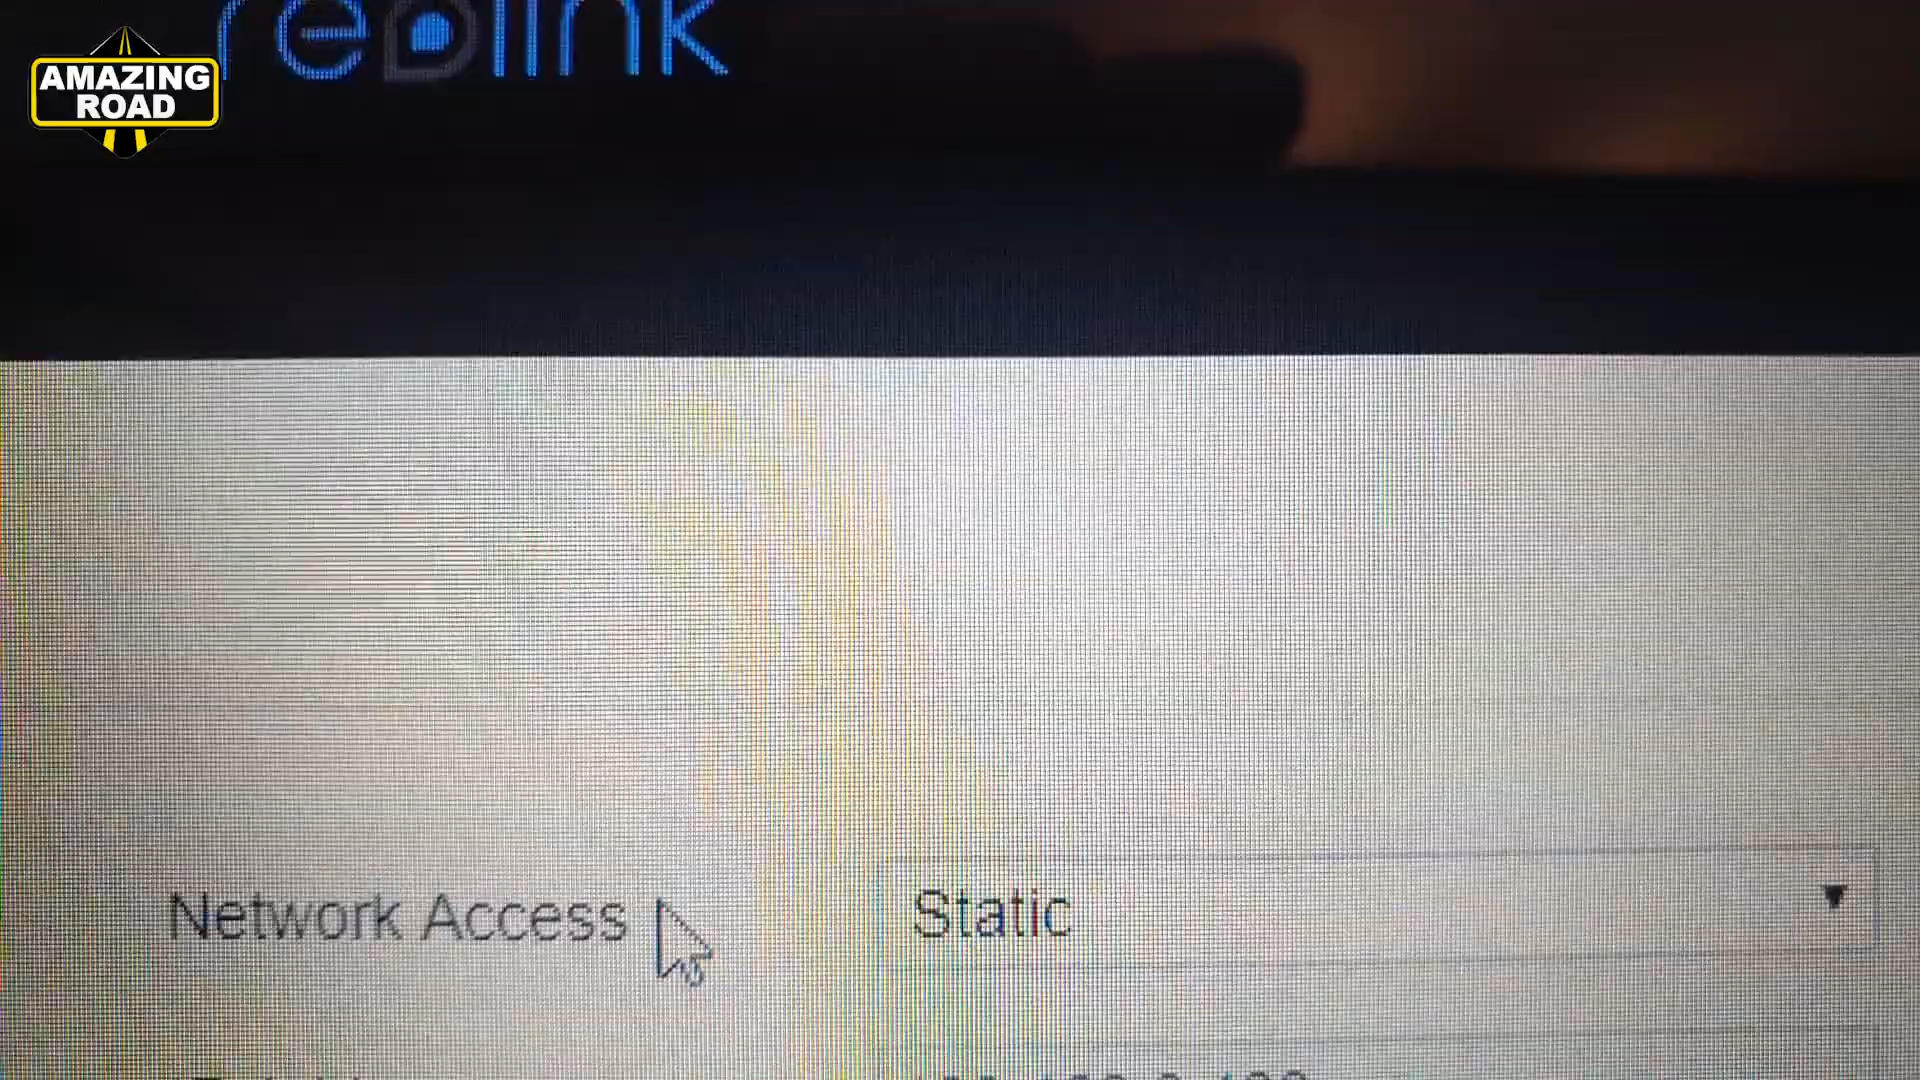 reolink
AMAZING
ROAD
Network Access
Static